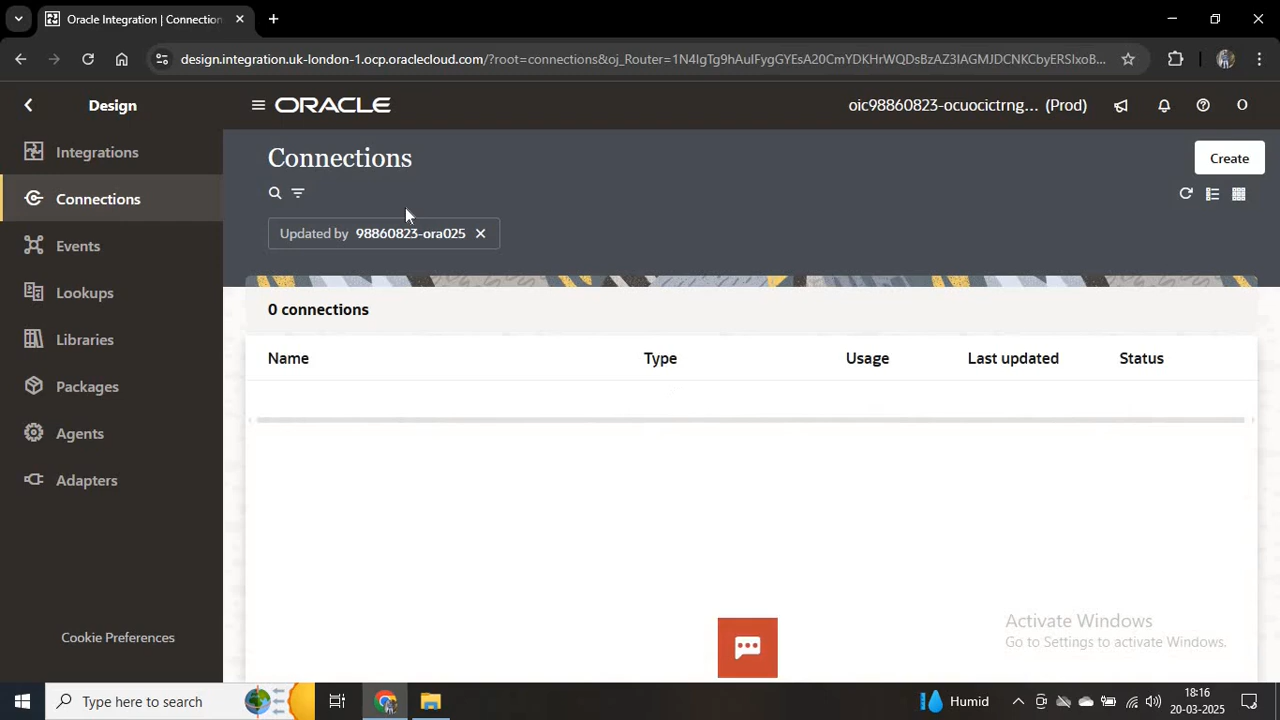 Oracle Integration | Connection
design.integration.uk-london-1.ocp.oraclecloud.com/?root=connections&oj_Router=1N4IgTg9hAuIFygGYEsA20CmYDKHrWQDsBzAZ3IAGMJDCNKCbyERSIxoB...
Design
ORACLE
oic98860823-ocuocictrng... (Prod)
O
Integrations
Connections
Events
Lookups
Libraries
Packages
Agents
Adapters
Cookie Preferences
Connections
Create
Updated by 98860823-ora025
0 connections
Name Type Usage Last updated Status
Activate Windows
Go to Settings to activate Windows.
Type here to search
Humid
18:16
20-03-2025